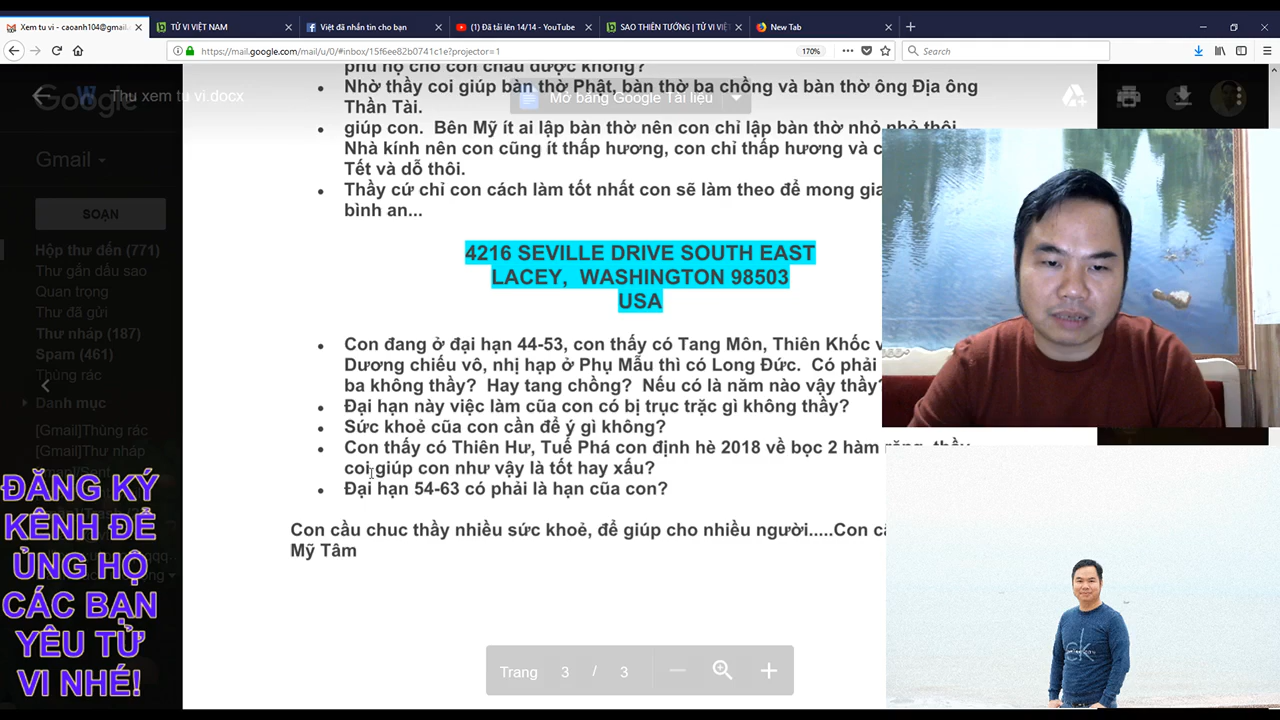 Xem tu vi - caoanh104@gmail.
TỬ VI VIỆT NAM
Việt đã nhắn tin cho bạn
(1) Đã tải lên 14/14 - YouTube
SAO THIÊN TƯỚNG | TỬ VI VIỆ
New Tab
https://mail.google.com/mail/u/0/#inbox/15f6ee82b0741c1e?projector=1
170%
Search
Thu xem tu vi.docx
Mở bằng Google Tài liệu
Google
Gmail
SOẠN
Hộp thư đến (771)
Thư gắn dấu sao
Quan trọng
Thư đã gửi
Thư nháp (187)
Spam (461)
Thùng rác
Danh mục
[Gmail]Thùng rác
[Gmail]Thư nháp
ĐĂNG KÝ
KÊNH ĐỂ
ỦNG HỘ
CÁC BẠN
YÊU TỬ
VI NHÉ!
phù hộ cho con cháu được không?
Nhờ thầy coi giúp bàn thờ Phật, bàn thờ ba chồng và bàn thờ ông Địa ông
Thần Tài.
giúp con. Bên Mỹ ít ai lập bàn thờ nên con chỉ lập bàn thờ nhỏ nhỏ thôi.
Nhà kính nên con cũng ít thấp hương, con chỉ thấp hương và c
Tết và dỗ thôi.
Thầy cứ chỉ con cách làm tốt nhất con sẽ làm theo để mong gia
bình an...
4216 SEVILLE DRIVE SOUTH EAST
LACEY, WASHINGTON 98503
USA
Con đang ở đại hạn 44-53, con thấy có Tang Môn, Thiên Khốc v
Dương chiếu vô, nhị hạp ở Phụ Mẫu thì có Long Đức. Có phải
ba không thầy? Hay tang chồng? Nếu có là năm nào vậy thầy?
Đại hạn này việc làm cũa con có bị trục trặc gì không thầy?
Sức khoẻ cũa con cần để ý gì không?
Con thấy có Thiên Hư, Tuế Phá con định hè 2018 về bọc 2 hàm răng, thầy
coi giúp con như vậy là tốt hay xấu?
Đại hạn 54-63 có phải là hạn cũa con?
Con cầu chuc thầy nhiều sức khoẻ, để giúp cho nhiều người.....Con c
Mỹ Tâm
Trang 3 / 3